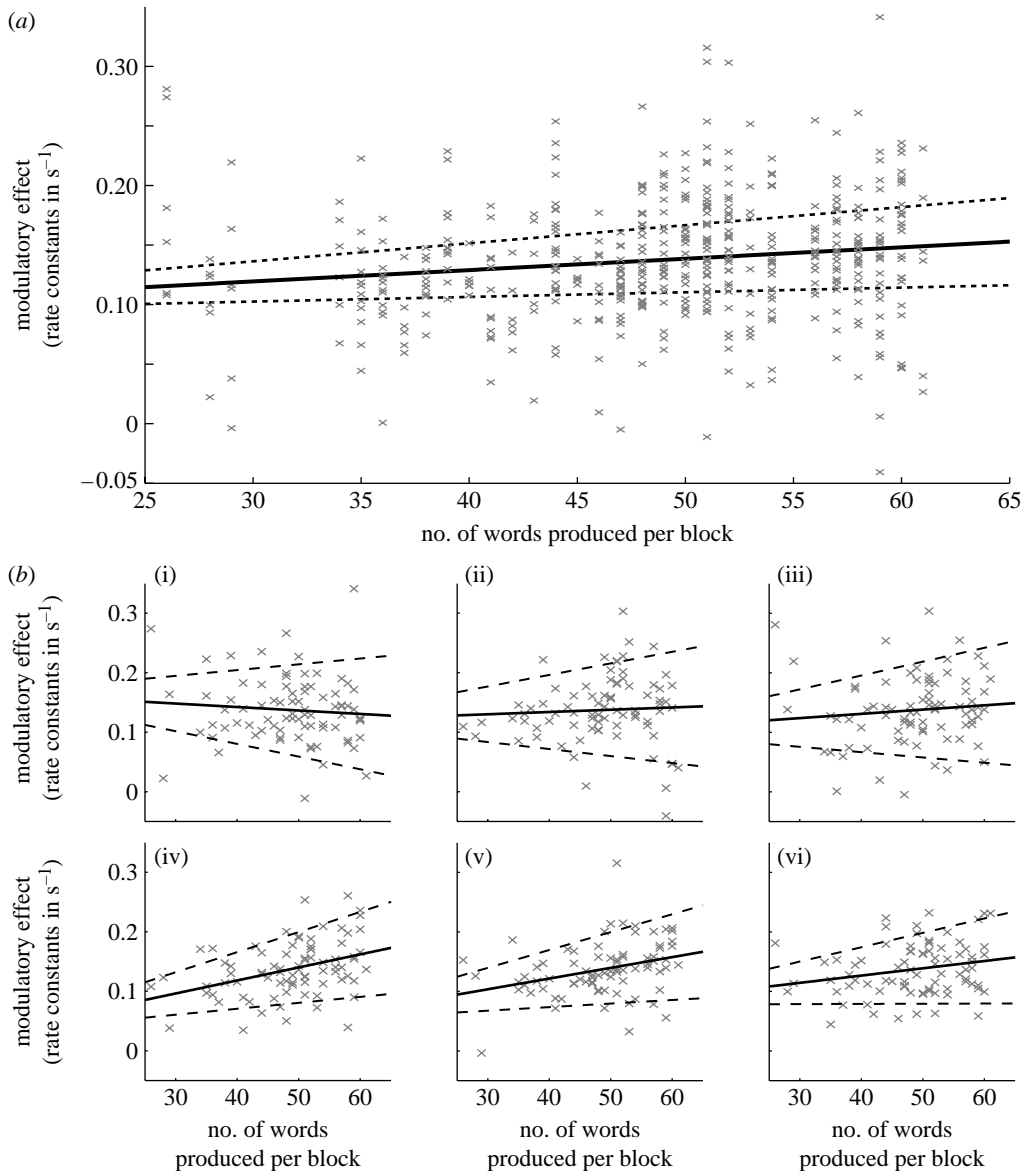 (a)
modulatory effect
(rate constants in s⁻¹)
0.30
0.20
0.10
0
−0.05
25 30 35 40 45 50 55 60 65
no. of words produced per block
(b)
(i) (ii) (iii)
modulatory effect
(rate constants in s⁻¹)
0.3
0.2
0.1
0
(iv) (v) (vi)
modulatory effect
(rate constants in s⁻¹)
0.3
0.2
0.1
0
30 40 50 60 30 40 50 60 30 40 50 60
no. of words no. of words no. of words
produced per block produced per block produced per block